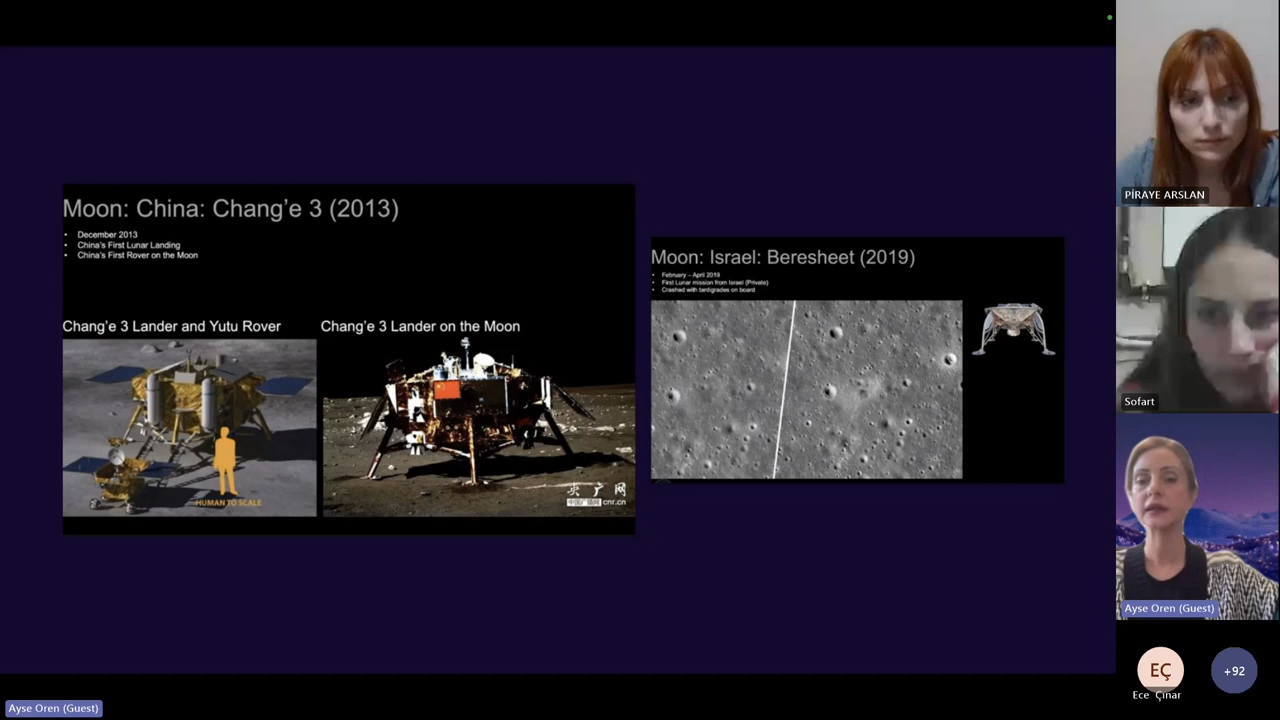 Moon: China: Chang'e 3 (2013)
• December 2013
• China's First Lunar Landing
• China's First Rover on the Moon
Chang'e 3 Lander and Yutu Rover
Chang'e 3 Lander on the Moon
HUMAN TO SCALE
央广网
cnr.cn
Moon: Israel: Beresheet (2019)
• February – April 2019
• First Lunar mission from Israel (Private)
• Crashed with tardigrades on board
PİRAYE ARSLAN
Sofart
Ayse Oren (Guest)
EÇ
+92
Ece Çınar
Ayse Oren (Guest)